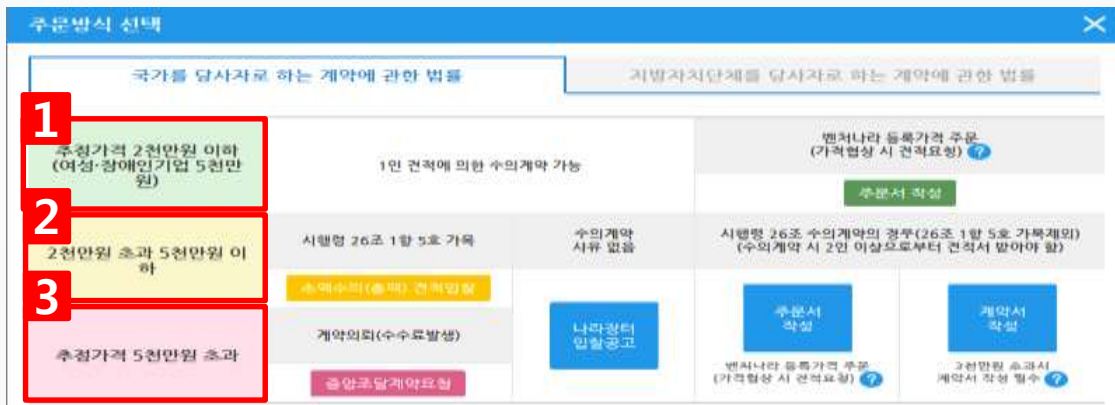 주문방식 선택
국가를 당사자로 하는 계약에 관한 법률
지방자치단체를 당사자로 하는 계약에 관한 법률
1
추정가격 2천만원 이하
(여성·장애인기업 5천만
원)
1인 견적에 의한 수의계약 가능
벤처나라 등록가격 주문
(가격협상 시 견적요청) ?
주문서 작성
2
2천만원 초과 5천만원 이
하
시행령 26조 1항 5호 가목
수의계약
사유 없음
시행령 26조 수의계약의 경우(26조 1항 5호 가목제외)
(수의계약 시 2인 이상으로부터 견적서 받아야 함)
소액수의(총액) 견적입찰
3
추정가격 5천만원 초과
계약의뢰(수수료발생)
중앙조달계약요청
나라장터
입찰공고
주문서
작성
벤처나라 등록가격 주문
(가격협상 시 견적요청) ?
계약서
작성
3천만원 초과시
계약서 작성 필수 ?